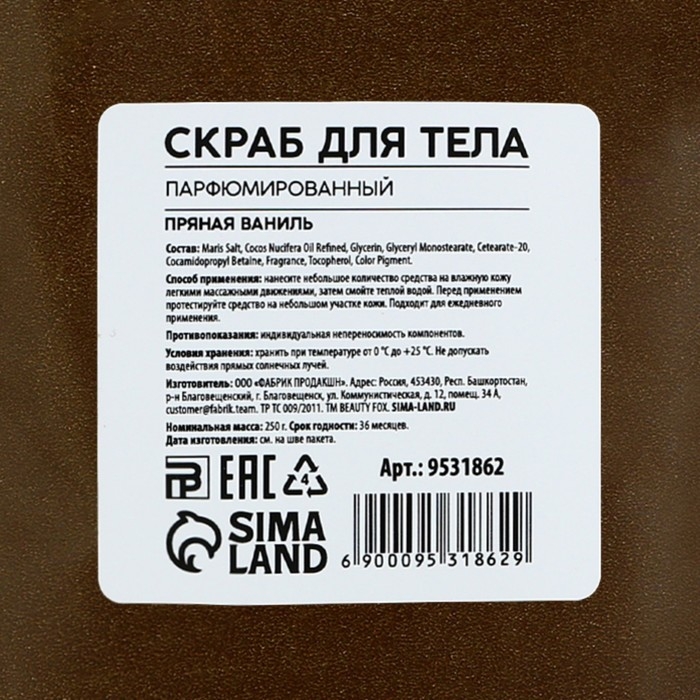 СКРАБ ДЛЯ ТЕЛА
ПАРФЮМИРОВАННЫЙ
ПРЯНАЯ ВАНИЛЬ
Состав: Maris Salt, Cocos Nucifera Oil Refined, Glycerin, Glyceryl Monostearate, Cetearate-20,
Cocamidopropyl Betaine, Fragrance, Tocopherol, Color Pigment.
Способ применения: нанесите небольшое количество средства на влажную кожу
легкими массажными движениями, затем смойте теплой водой. Перед применением
протестируйте средство на небольшом участке кожи. Подходит для ежедневного
применения.
Противопоказания: индивидуальная непереносимость компонентов.
Условия хранения: хранить при температуре от 0 °С до +25 °С. Не допускать
воздействия прямых солнечных лучей.
Изготовитель: ООО «ФАБРИК ПРОДАКШН». Адрес: Россия, 453430, Респ. Башкортостан,
р-н Благовещенский, г. Благовещенск, ул. Коммунистическая, д. 12, помещ. 34 А,
customer@fabrik.team. ТР ТС 009/2011. TM BEAUTY FOX. SIMA-LAND.RU
Номинальная масса: 250 г. Срок годности: 36 месяцев.
Дата изготовления: см. на шве пакета.
ЕАС 4 Арт.: 9531862
SIMA
LAND
6 900095 318629